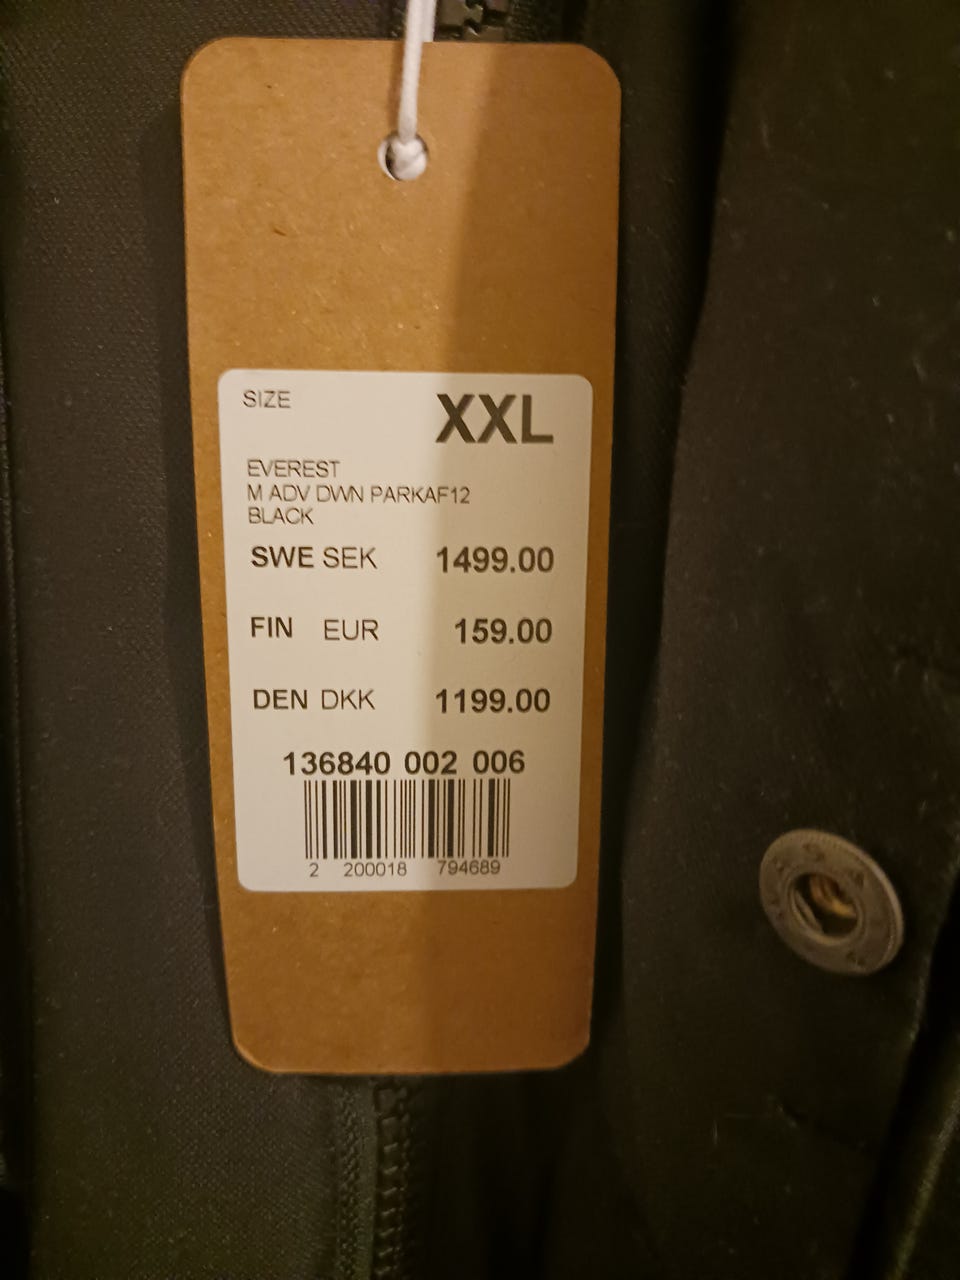 SIZE XXL
EVEREST
M ADV DWN PARKAF12
BLACK
SWE SEK 1499.00
FIN EUR 159.00
DEN DKK 1199.00
136840 002 006
2 200018 794689